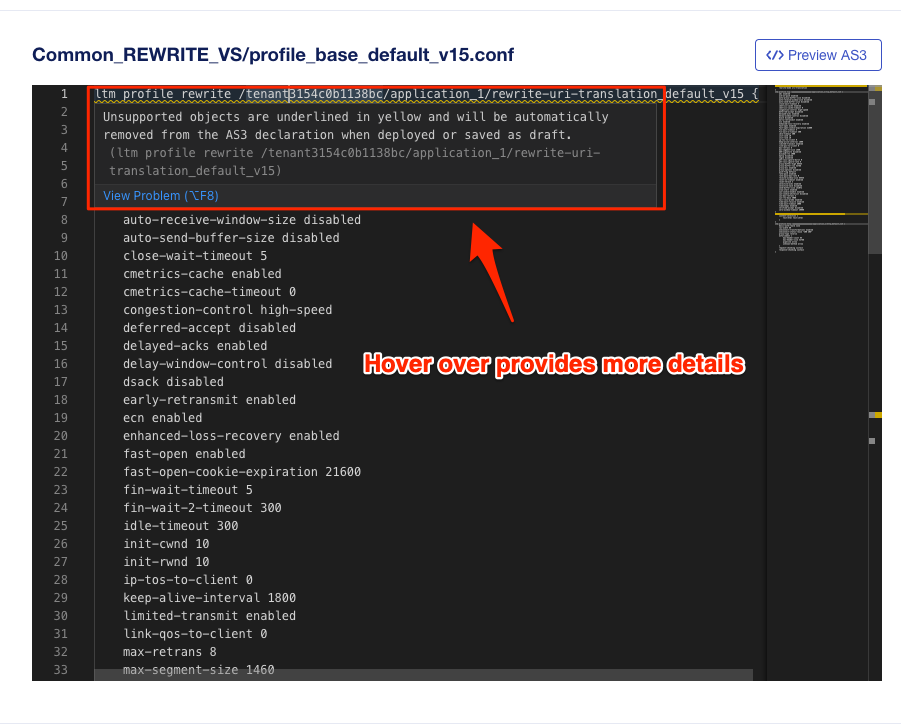 Common_REWRITE_VS/profile_base_default_v15.conf
</> Preview AS3
1 ltm profile rewrite /tenant3154c0b1138bc/application_1/rewrite-uri-translation_default_v15 {
2 Unsupported objects are underlined in yellow and will be automatically
3 removed from the AS3 declaration when deployed or saved as draft.
4 (ltm profile rewrite /tenant3154c0b1138bc/application_1/rewrite-uri-
5 translation_default_v15)
6 View Problem (⌥F8)
7
8 auto-receive-window-size disabled
9 auto-send-buffer-size disabled
10 close-wait-timeout 5
11 cmetrics-cache enabled
12 cmetrics-cache-timeout 0
13 congestion-control high-speed
14 deferred-accept disabled
15 delayed-acks enabled
16 delay-window-control disabled
Hover over provides more details
17 dsack disabled
18 early-retransmit enabled
19 ecn enabled
20 enhanced-loss-recovery enabled
21 fast-open enabled
22 fast-open-cookie-expiration 21600
23 fin-wait-timeout 5
24 fin-wait-2-timeout 300
25 idle-timeout 300
26 init-cwnd 10
27 init-rwnd 10
28 ip-tos-to-client 0
29 keep-alive-interval 1800
30 limited-transmit enabled
31 link-qos-to-client 0
32 max-retrans 8
33 max-segment-size 1460